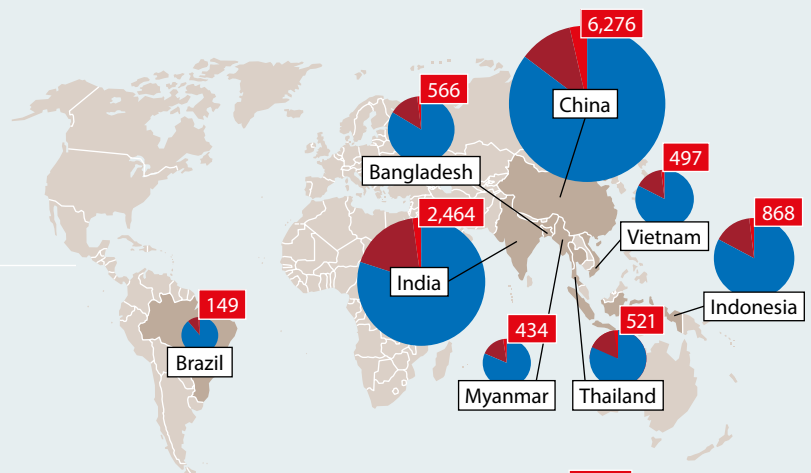 6,276
China
566
Bangladesh
497
Vietnam
2,464
India
868
Indonesia
149
Brazil
434
Myanmar
521
Thailand